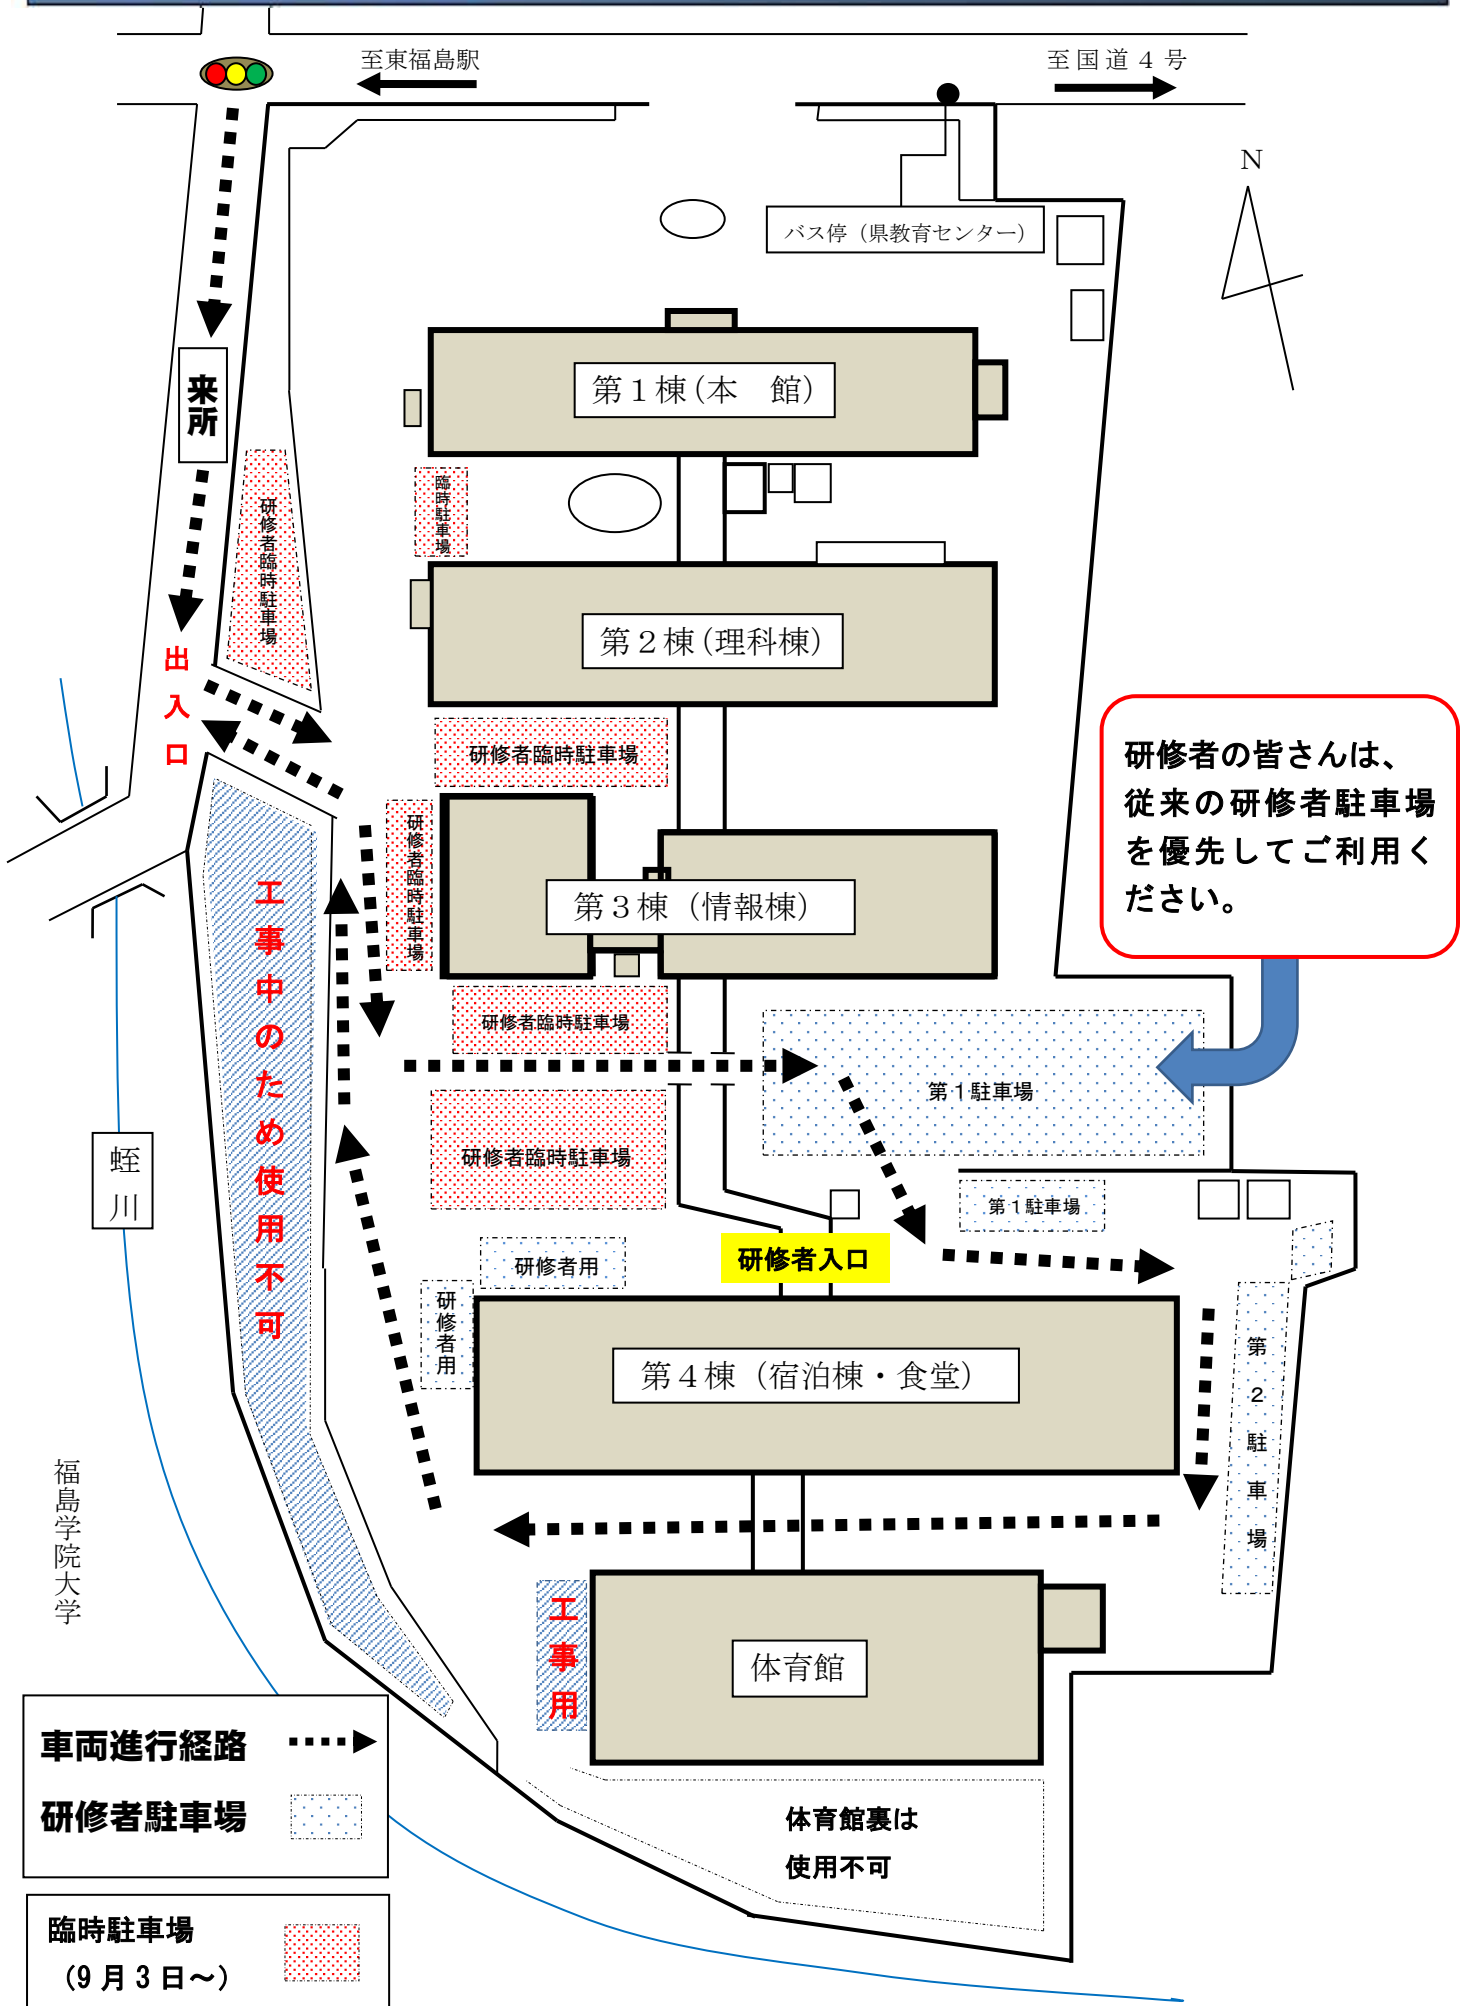 至東福島駅
至国道４号
N
バス停（県教育センター）
来所
第１棟（本　館）
研修者臨時駐車場
臨時駐車場
第２棟（理科棟）
出入口
研修者臨時駐車場
研修者の皆さんは、
従来の研修者駐車場
を優先してご利用く
ださい。
研修者臨時駐車場
第３棟（情報棟）
工事中のため使用不可
研修者臨時駐車場
第１駐車場
研修者臨時駐車場
蛭川
第１駐車場
研修者入口
研修者用
研修者用
第４棟（宿泊棟・食堂）
第２駐車場
福島学院大学
工事用
体育館
車両進行経路
研修者駐車場
体育館裏は
使用不可
臨時駐車場
（9月3日～）